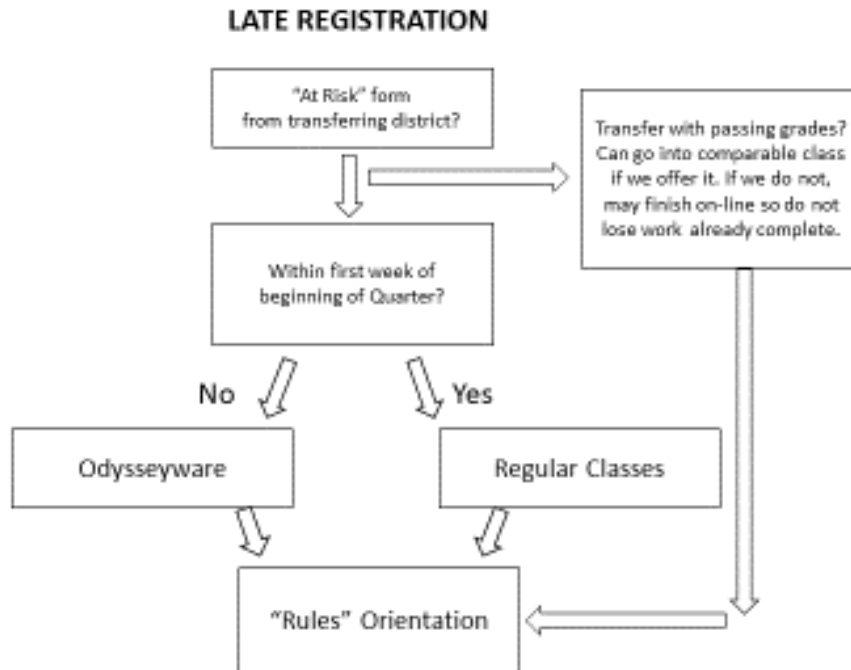 LATE REGISTRATION
"At Risk" form
from transferring district?
Transfer with passing grades?
Can go into comparable class
if we offer it. If we do not,
may finish on-line so do not
lose work already complete.
Within first week of
beginning of Quarter?
No
Yes
Odysseyware
Regular Classes
"Rules" Orientation